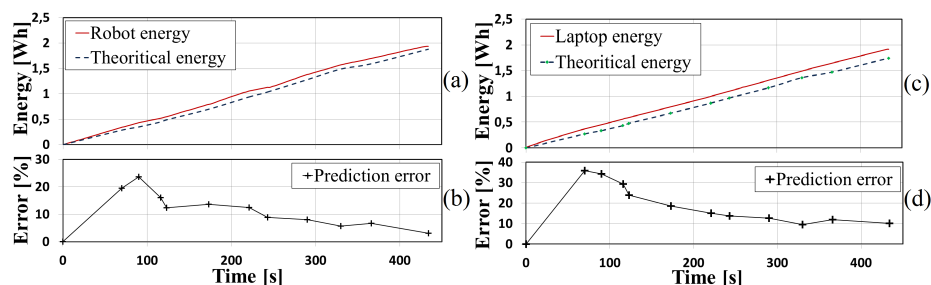 Energy [Wh]
2,5
2
1,5
1
0,5
0
Robot energy
Theoritical energy
(a)
Error [%]
30
20
10
0
Prediction error
(b)
0 100 200 300 400
Time [s]
Energy [Wh]
2,5
2
1,5
1
0,5
0
Laptop energy
Theoritical energy
(c)
Error [%]
40
30
20
10
0
Prediction error
(d)
0 100 200 300 400
Time [s]